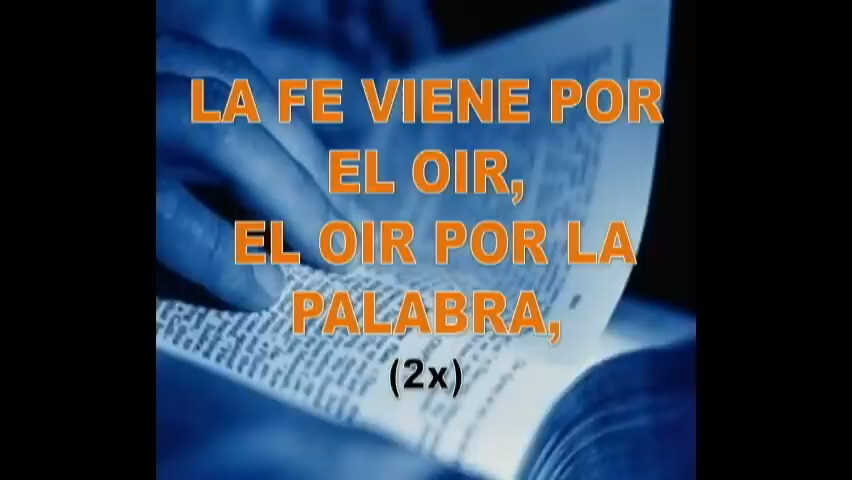 LA FE VIENE POR
EL OIR,
EL OIR POR LA
PALABRA,
(2x)